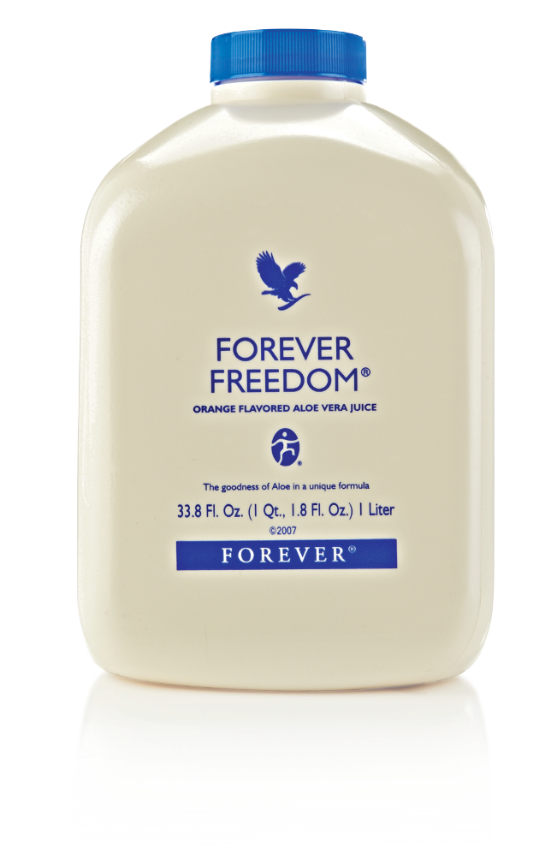 FOREVER
FREEDOM®
ORANGE FLAVORED ALOE VERA JUICE
®
The goodness of Aloe in a unique formula
33.8 Fl. Oz. (1 Qt., 1.8 Fl. Oz.) 1 Liter
©2007
FOREVER®